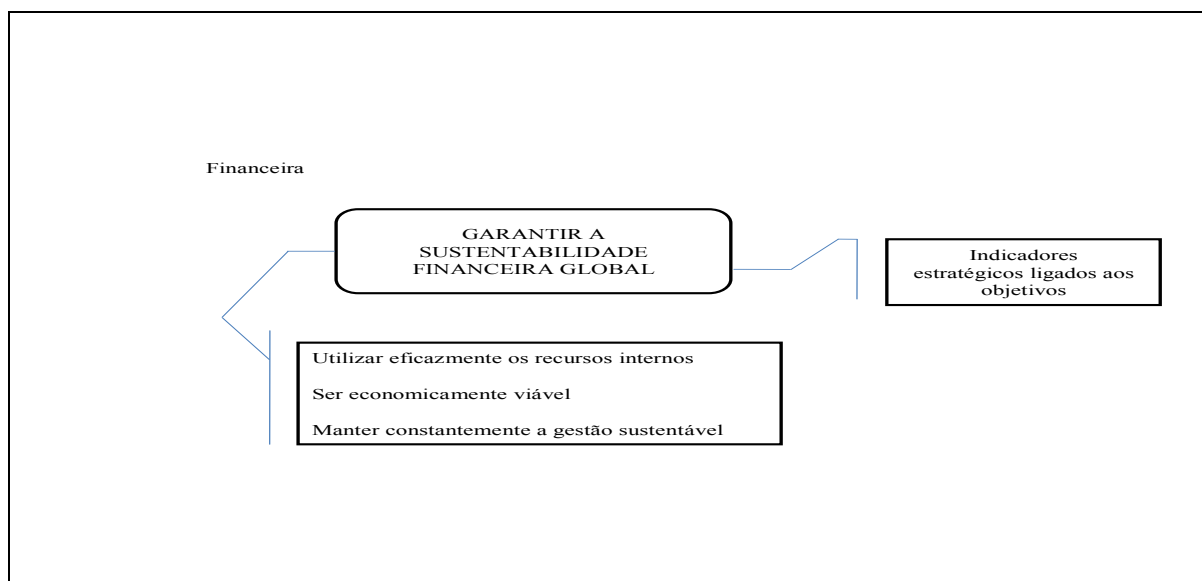 Financeira
GARANTIR A
SUSTENTABILIDADE
FINANCEIRA GLOBAL
Indicadores
estratégicos ligados aos
objetivos
Utilizar eficazmente os recursos internos
Ser economicamente viável
Manter constantemente a gestão sustentável